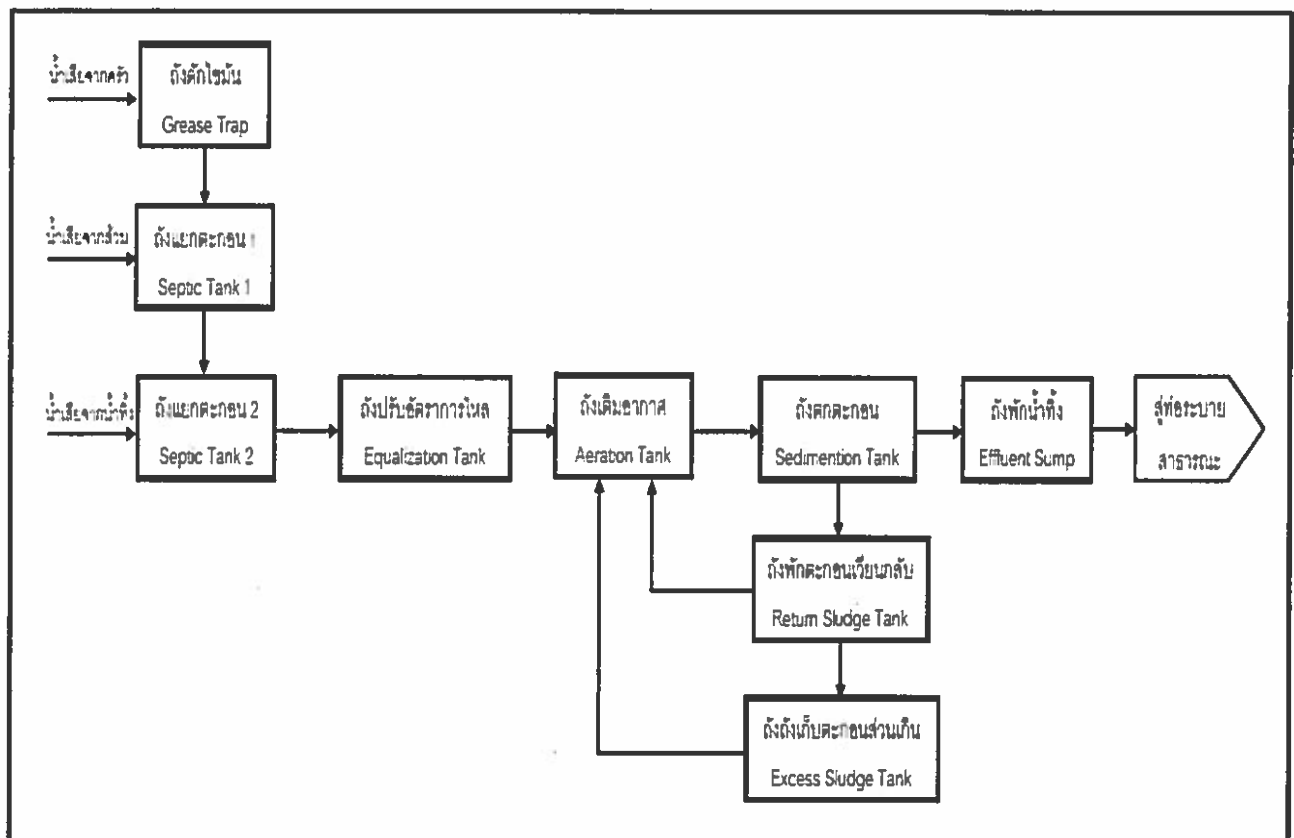 น้ำเสียจากครัว
ถังดักไขมัน
Grease Trap
น้ำเสียจากส้วม
ถังแยกตะกอน 1
Septic Tank 1
น้ำเสียจากน้ำทิ้ง
ถังแยกตะกอน 2
Septic Tank 2
ถังปรับอัตราการไหล
Equalization Tank
ถังเติมอากาศ
Aeration Tank
ถังตกตะกอน
Sedimention Tank
ถังพักน้ำทิ้ง
Effluent Sump
สู่ท่อระบาย
สาธารณะ
ถังพักตะกอนเวียนกลับ
Return Sludge Tank
ถังถังเก็บตะกอนส่วนเกิน
Excess Sludge Tank